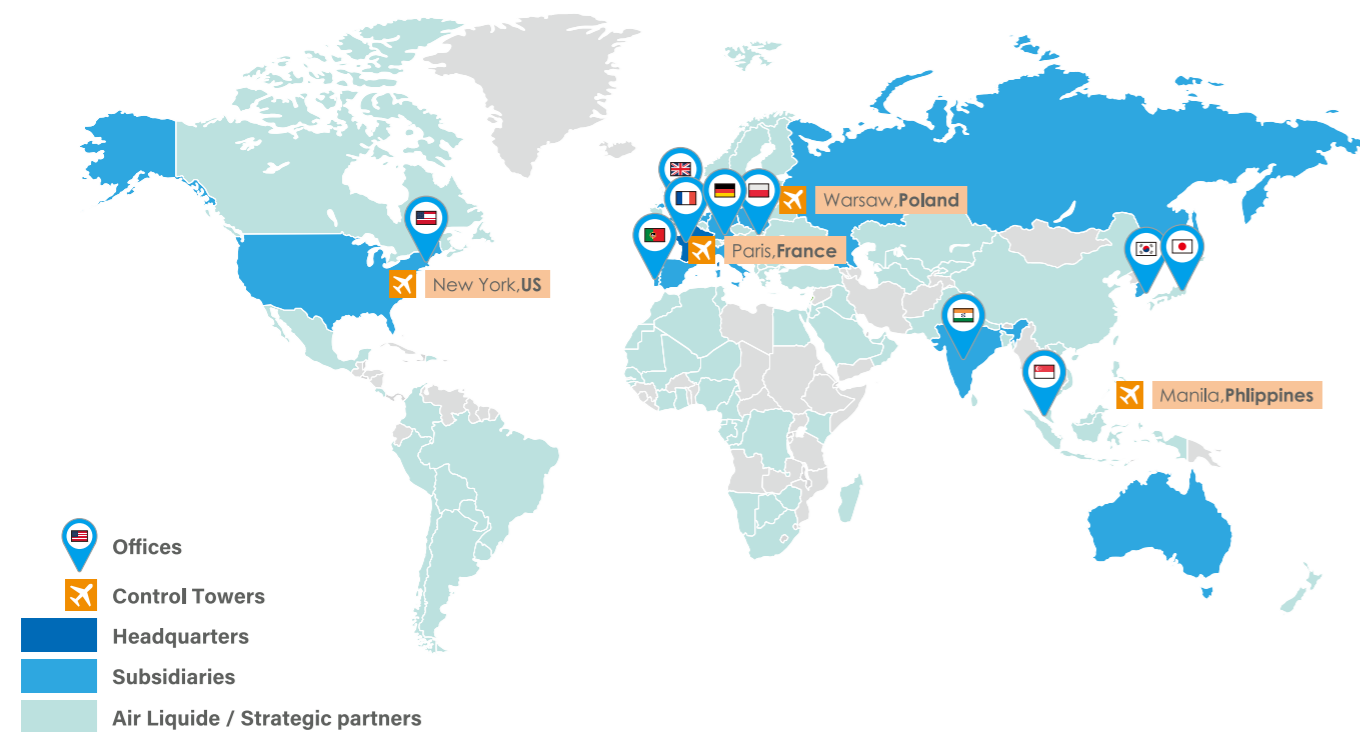 Warsaw,Poland
Paris,France
New York,US
Manila,Phlippines
Offices
Control Towers
Headquarters
Subsidiaries
Air Liquide / Strategic partners